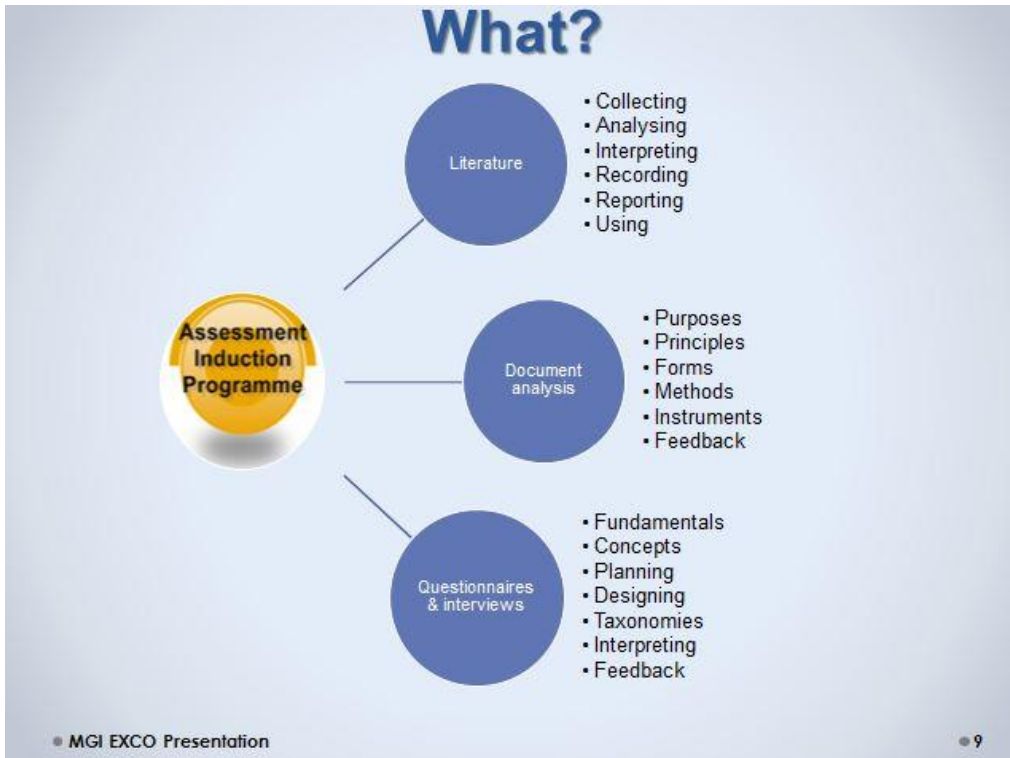 What?
Literature
• Collecting
• Analysing
• Interpreting
• Recording
• Reporting
• Using
Assessment
Induction
Programme
Document
analysis
• Purposes
• Principles
• Forms
• Methods
• Instruments
• Feedback
Questionnaires
& interviews
• Fundamentals
• Concepts
• Planning
• Designing
• Taxonomies
• Interpreting
• Feedback
• MGI EXCO Presentation
• 9